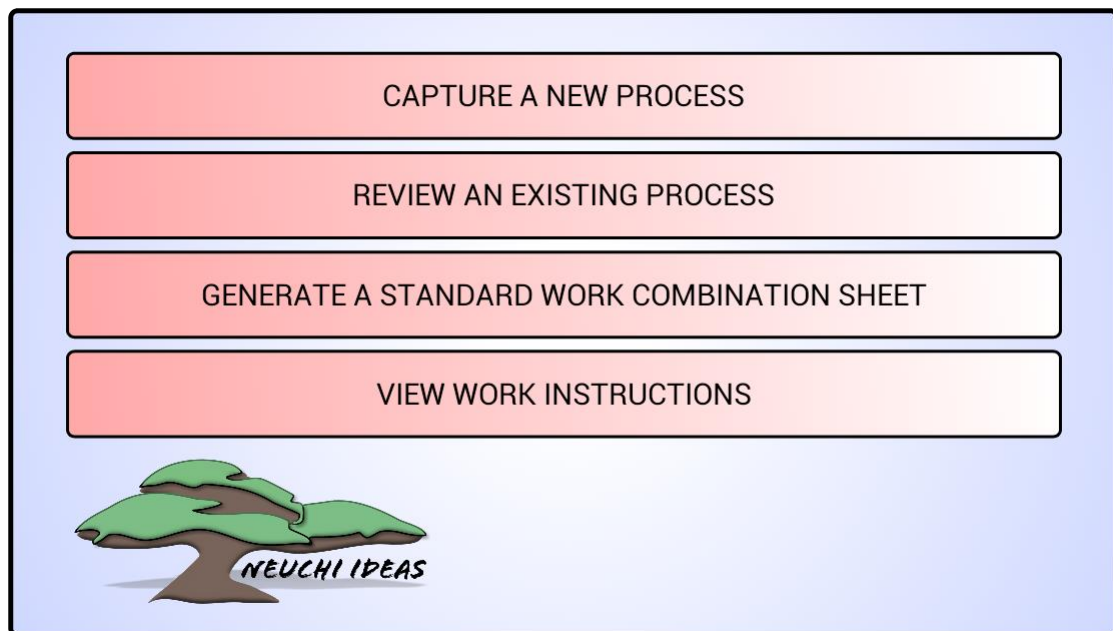 CAPTURE A NEW PROCESS
REVIEW AN EXISTING PROCESS
GENERATE A STANDARD WORK COMBINATION SHEET
VIEW WORK INSTRUCTIONS
NEUCHI IDEAS